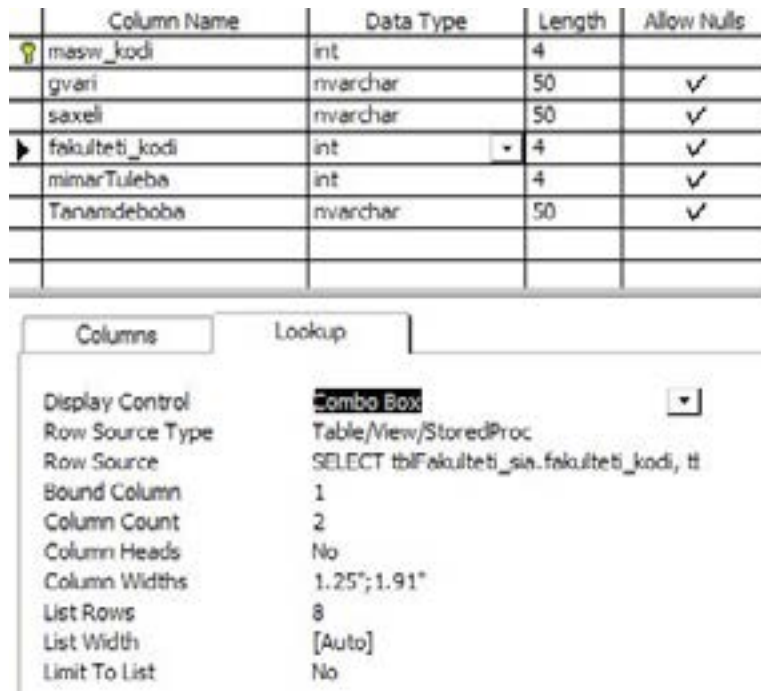 Column Name Data Type Length Allow Nulls
masw_kodi int 4
gvari nvarchar 50
saxeli nvarchar 50
fakulteti_kodi int 4
mimarTuleba int 4
Tanamdeboba nvarchar 50
Columns Lookup
Display Control Combo Box
Row Source Type Table/View/StoredProc
Row Source SELECT tblFakulteti_sia.fakulteti_kodi, tl
Bound Column 1
Column Count 2
Column Heads No
Column Widths 1.25";1.91"
List Rows 8
List Width [Auto]
Limit To List No